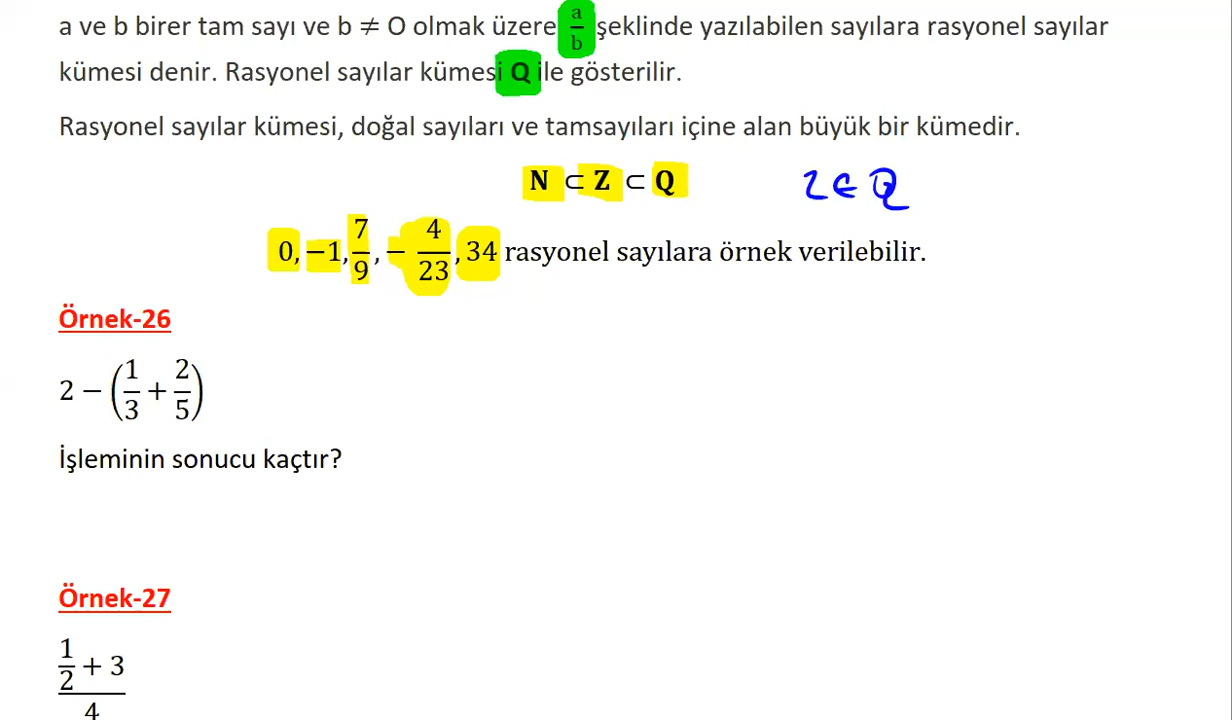 a ve b birer tam sayı ve b ≠ O olmak üzere a/b şeklinde yazılabilen sayılara rasyonel sayılar
kümesi denir. Rasyonel sayılar kümesi Q ile gösterilir.
Rasyonel sayılar kümesi, doğal sayıları ve tamsayıları içine alan büyük bir kümedir.
N ⊂ Z ⊂ Q 2 ∈ Q
0, −1, 7/9, − 4/23, 34 rasyonel sayılara örnek verilebilir.
Örnek-26
2 − (1/3 + 2/5)
İşleminin sonucu kaçtır?
Örnek-27
(1/2 + 3)/4